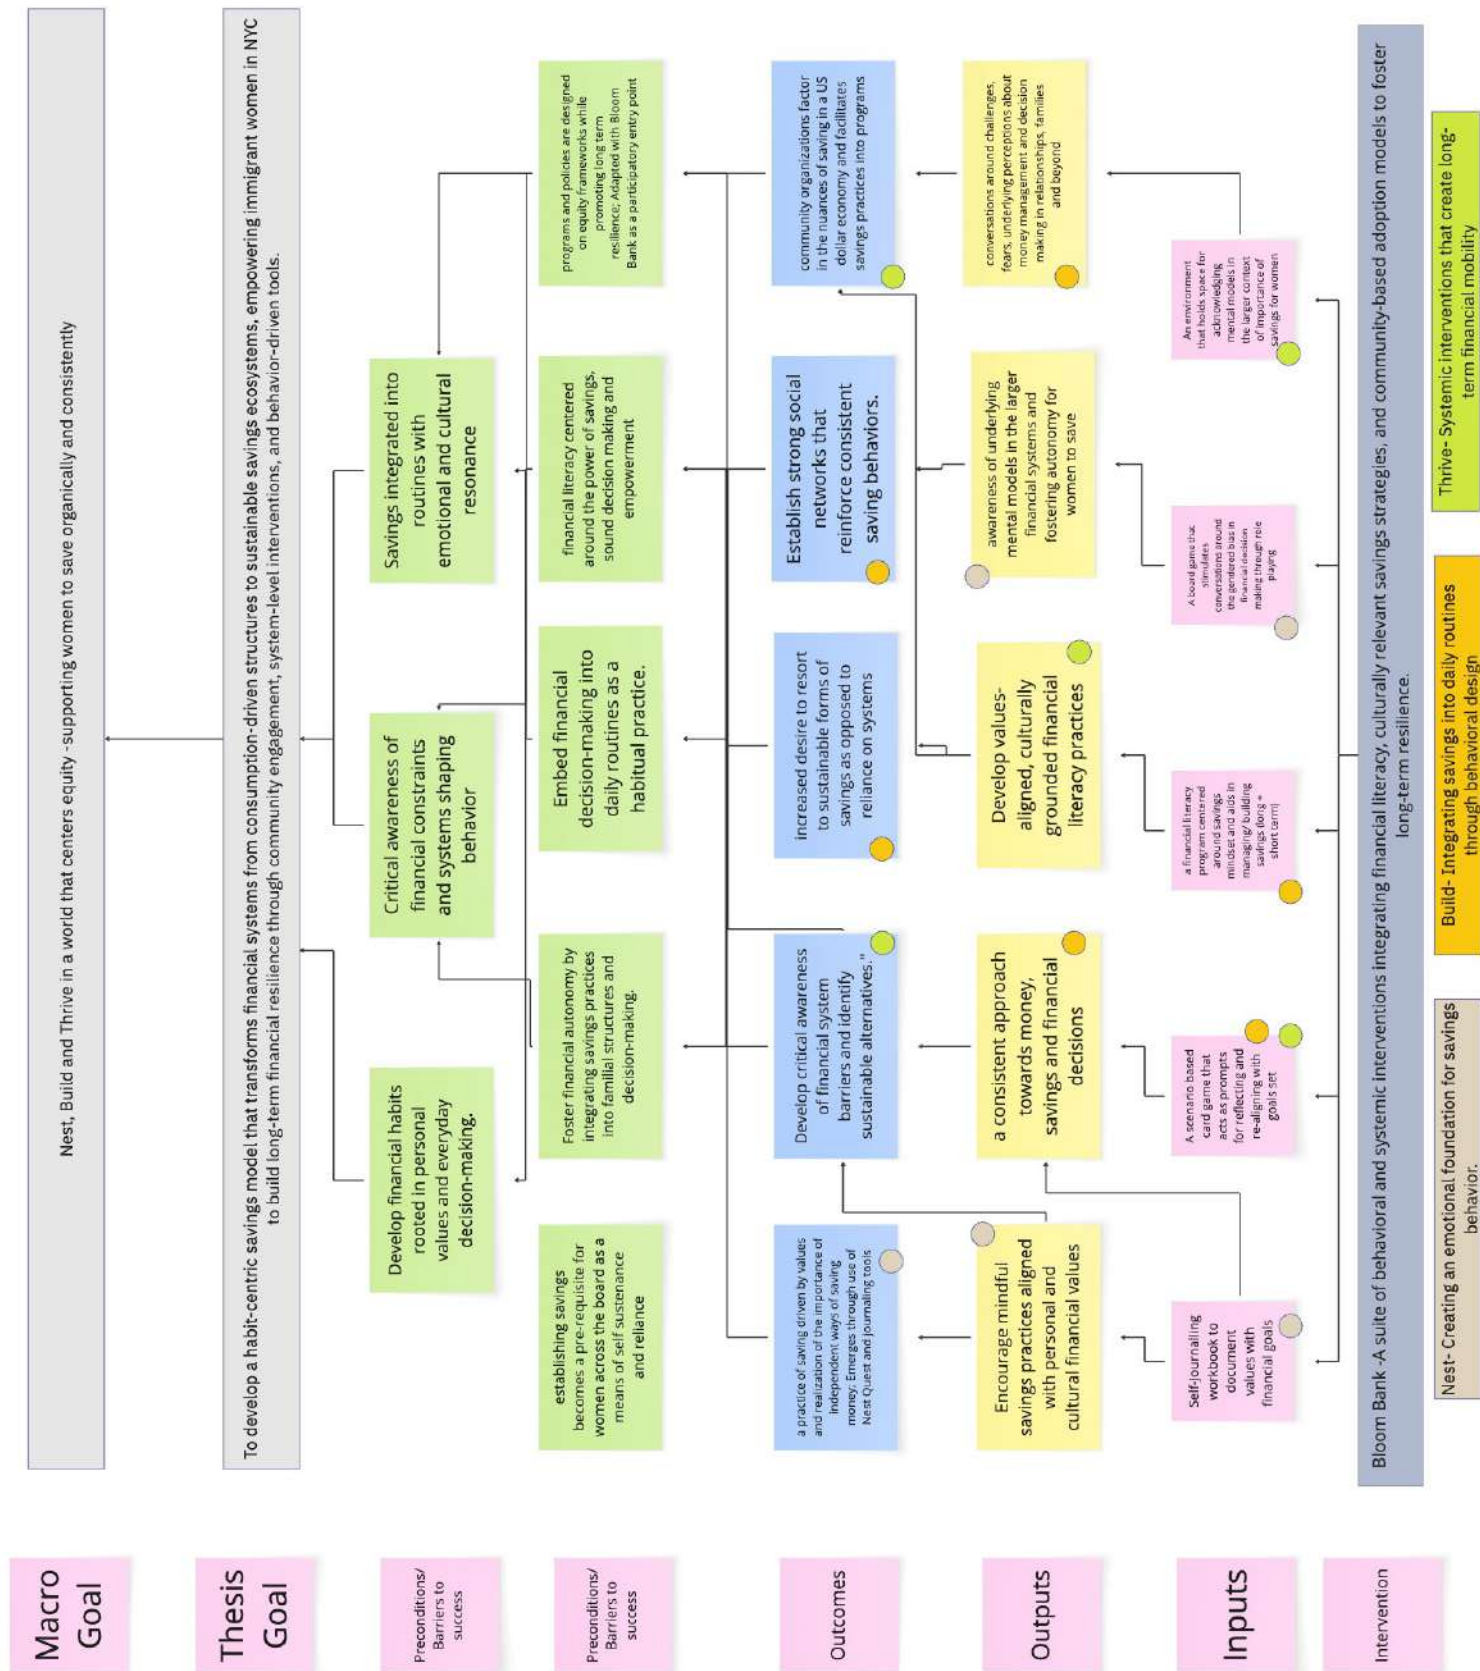 Macro
Goal
Nest, Build and Thrive in a world that centers equity -supporting women to save organically and consistently
Thesis
Goal
To develop a habit-centric savings model that transforms financial systems from consumption-driven structures to sustainable savings ecosystems, empowering immigrant women in NYC
to build long-term financial resilience through community engagement, system-level interventions, and behavior-driven tools.
Preconditions/
Barriers to
success
Develop financial habits
rooted in personal
values and everyday
decision-making.
Critical awareness of
financial constraints
and systems shaping
behavior
Savings integrated into
routines with
emotional and cultural
resonance
Preconditions/
Barriers to
success
establishing savings
becomes a pre-requisite for
women across the board as a
means of self sustenance
and reliance
Foster financial autonomy by
integrating savings practices
into familial structures and
decision-making.
Embed financial
decision-making into
daily routines as a
habitual practice.
financial literacy centered
around the power of savings,
sound decision making and
empowerment
programs and policies are designed
on equity frameworks while
promoting long term
resilience; Adapted with Bloom
Bank as a participatory entry point
Outcomes
a practice of saving driven by values
and realization of the importance of
independent ways of saving
money; Emerges through use of
Nest Quest and journaling tools
Develop critical awareness
of financial system
barriers and identify
sustainable alternatives."
increased desire to resort
to sustainable forms of
savings as opposed to
reliance on systems
Establish strong social
networks that
reinforce consistent
saving behaviors.
community organizations factor
in the nuances of saving in a US
dollar economy and facilitates
savings practices into programs
Outputs
Encourage mindful
savings practices aligned
with personal and
cultural financial values
a consistent approach
towards money,
savings and financial
decisions
Develop values-
aligned, culturally
grounded financial
literacy practices
awareness of underlying
mental models in the larger
financial systems and
fostering autonomy for
women to save
conversations around challenges,
fears, underlying perceptions about
money management and decision
making in relationships, families
and beyond
Inputs
Self-journalling
workbook to
document
values with
financial goals
A scenario based
card game that
acts as prompts
for reflecting and
re-aligning with
goals set
a financial literacy
program centered
around savings
mindset and aids in
managing/ building
savings (long +
short term)
A board game that
stimulates
conversations around
the gendered bias in
financial decision
making through role
playing
An environment
that holds space for
acknowledging
mental models in
the larger context
of importance of
savings for women
Intervention
Bloom Bank -A suite of behavioral and systemic interventions integrating financial literacy, culturally relevant savings strategies, and community-based adoption models to foster
long-term resilience.
Nest- Creating an emotional foundation for savings
behavior.
Build- Integrating savings into daily routines
through behavioral design
Thrive- Systemic interventions that create long-
term financial mobility